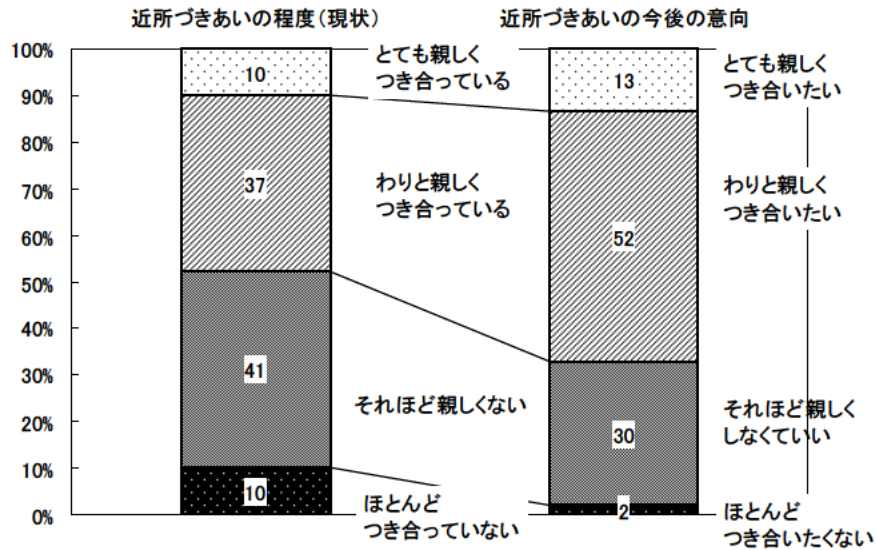 近所づきあいの程度(現状)
近所づきあいの今後の意向
100%
90%
80%
70%
60%
50%
40%
30%
20%
10%
0%
10
37
41
10
とても親しく
つき合っている
わりと親しく
つき合っている
それほど親しくない
ほとんど
つき合っていない
13
52
30
2
とても親しく
つき合いたい
わりと親しく
つき合いたい
それほど親しく
しなくていい
ほとんど
つき合いたくない